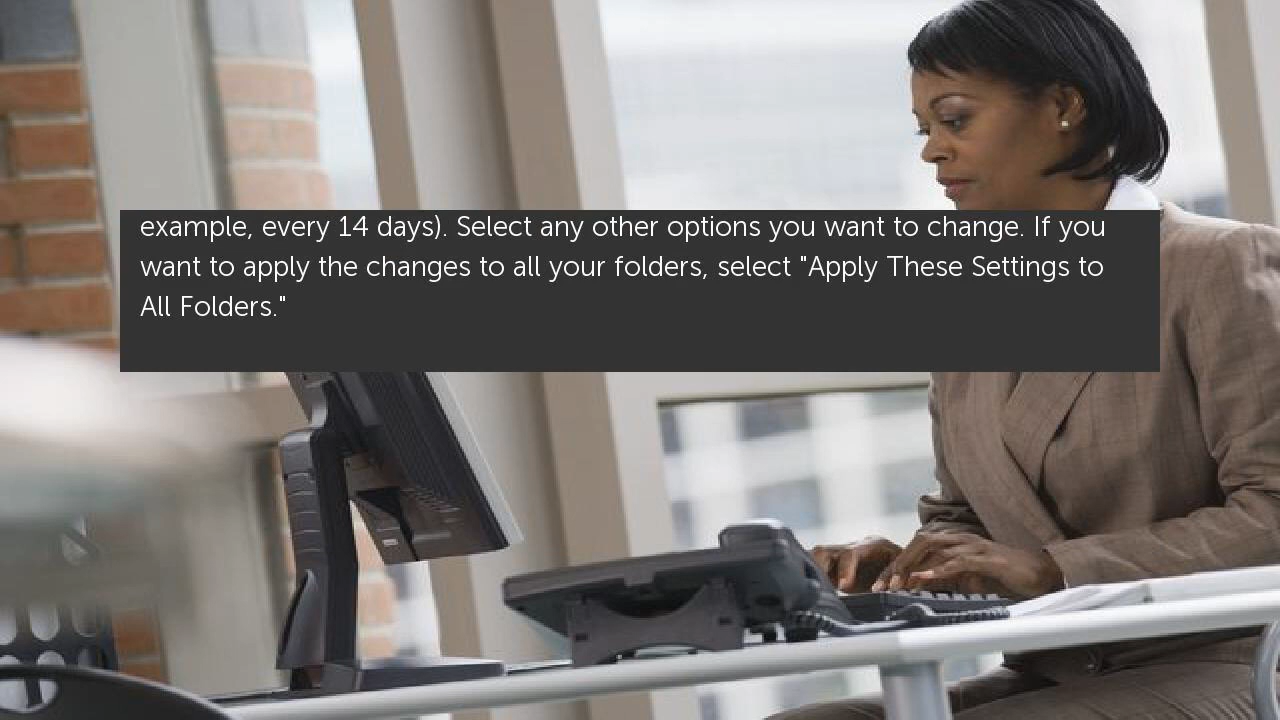 example, every 14 days). Select any other options you want to change. If you
want to apply the changes to all your folders, select "Apply These Settings to
All Folders."